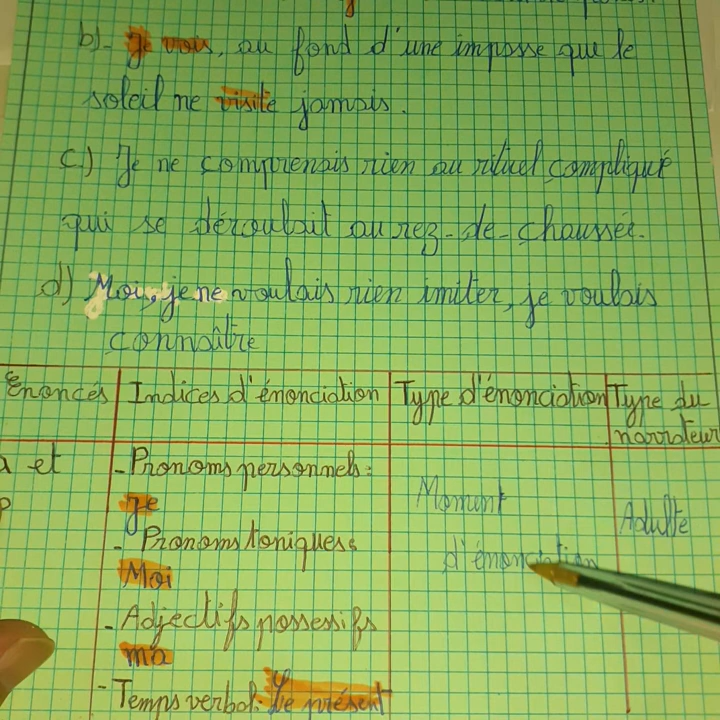 b)- Je vois, au fond d'une impasse que le
soleil ne visite jamais.
c) Je ne comprenais rien au rituel compliqué
qui se déroulait au rez-de-chaussée.
d) Moi, je ne voulais rien imiter, je voulais
connaître
Enoncés
Indices d'énonciation
Type d'énonciation
Type du
narrateur
a et
- Pronoms personnels:
Je
- Pronoms toniques:
Moi
- Adjectifs possessifs
ma
- Temps verbal: Le présent
Moment
d'énonciation
Adulte